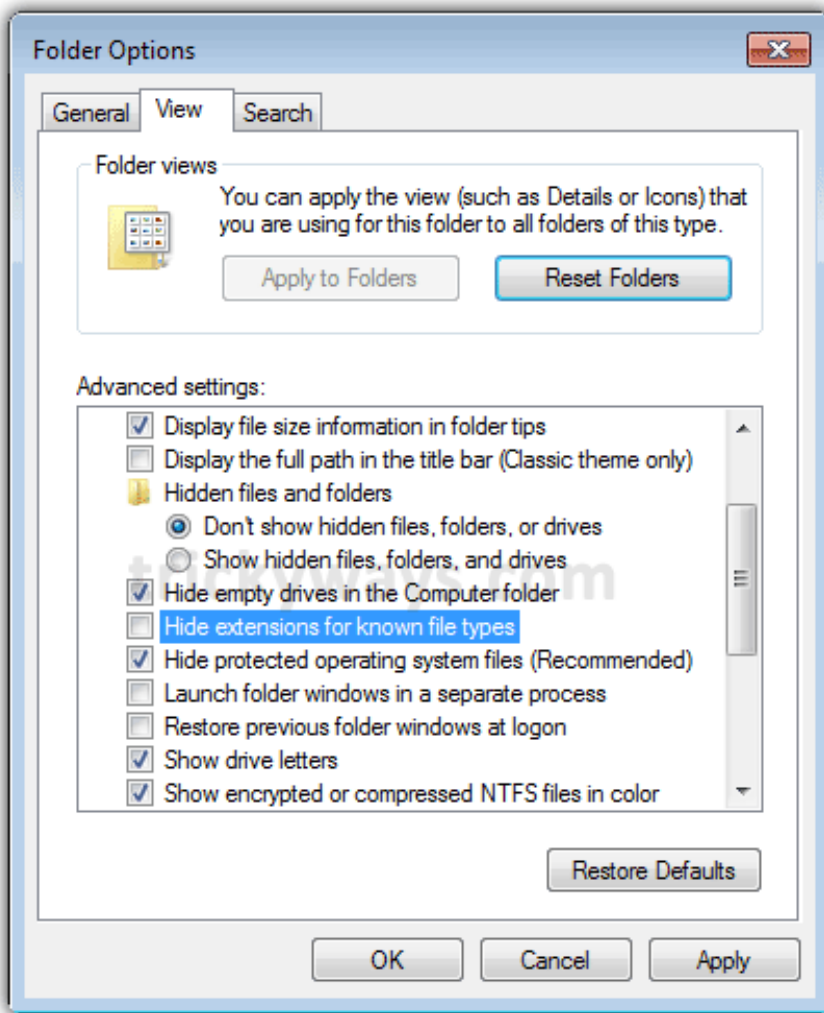 Folder Options
General View Search
Folder views
You can apply the view (such as Details or Icons) that
you are using for this folder to all folders of this type.
Apply to Folders Reset Folders
Advanced settings:
Display file size information in folder tips
Display the full path in the title bar (Classic theme only)
Hidden files and folders
Don't show hidden files, folders, or drives
Show hidden files, folders, and drives
trickyways.com
Hide empty drives in the Computer folder
Hide extensions for known file types
Hide protected operating system files (Recommended)
Launch folder windows in a separate process
Restore previous folder windows at logon
Show drive letters
Show encrypted or compressed NTFS files in color
Restore Defaults
OK Cancel Apply